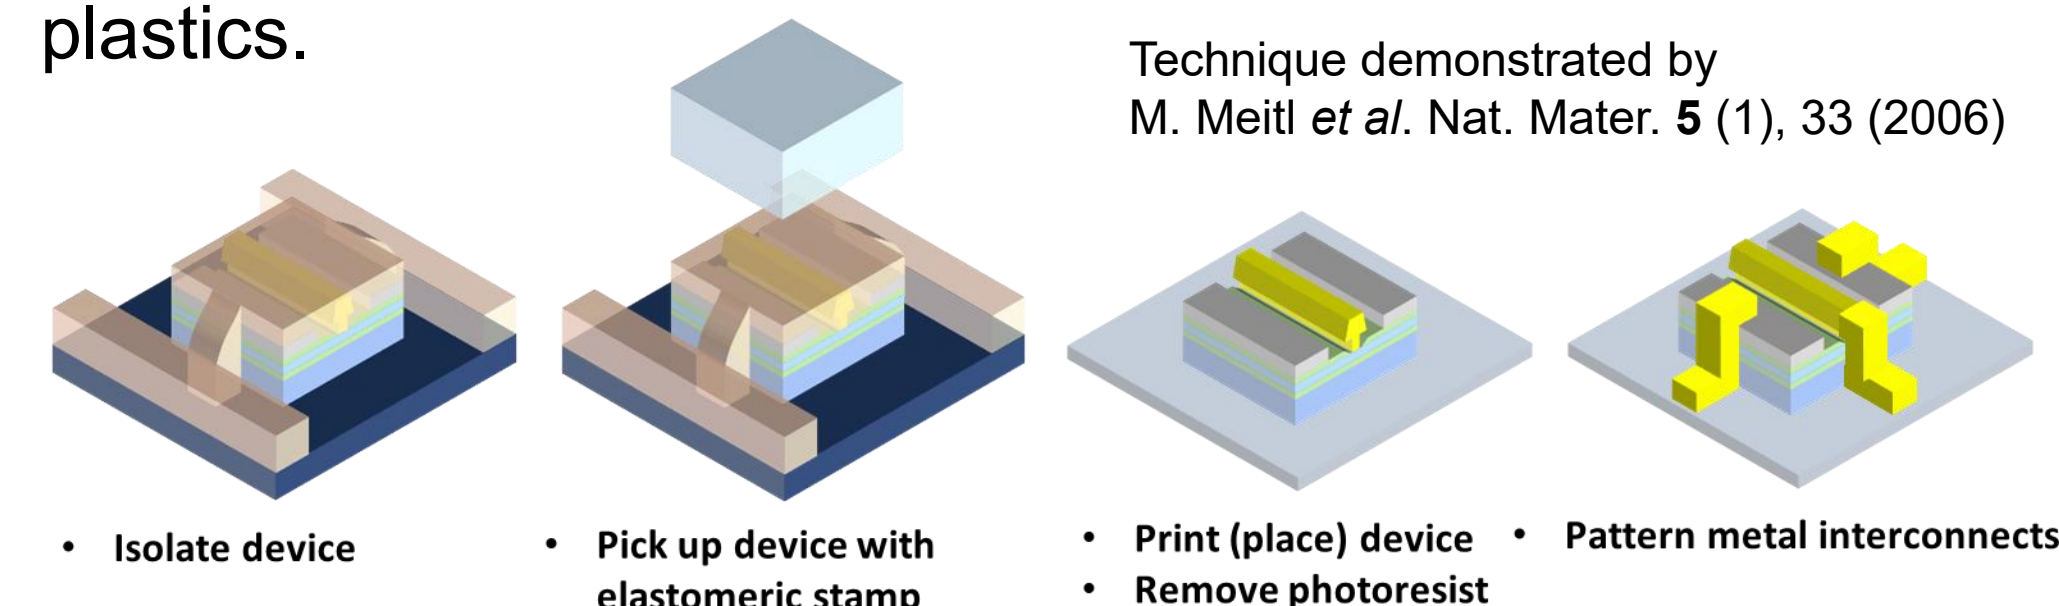 plastics.
Technique demonstrated by
M. Meitl et al. Nat. Mater. 5 (1), 33 (2006)
• Isolate device
• Pick up device with
elastomeric stamp
• Print (place) device
• Remove photoresist
• Pattern metal interconnects